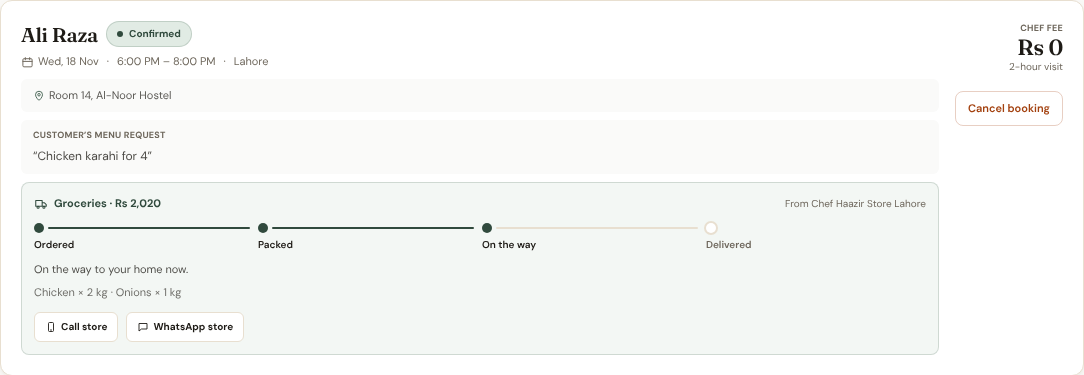 Ali Raza
Confirmed
Wed, 18 Nov · 6:00 PM – 8:00 PM · Lahore
CHEF FEE
Rs 0
2-hour visit
Cancel booking
Room 14, Al-Noor Hostel
CUSTOMER'S MENU REQUEST
“Chicken karahi for 4”
Groceries · Rs 2,020
From Chef Haazir Store Lahore
Ordered
Packed
On the way
Delivered
On the way to your home now.
Chicken × 2 kg · Onions × 1 kg
Call store
WhatsApp store